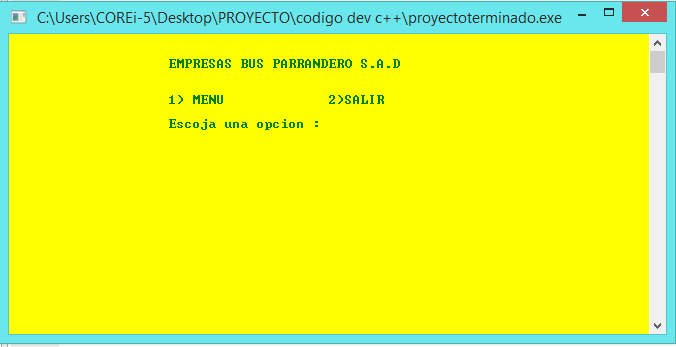 C:\Users\COREi-5\Desktop\PROYECTO\codigo dev c++\proyectoterminado.exe
EMPRESAS BUS PARRANDERO S.A.D
1) MENU 2)SALIR
Escoja una opcion :